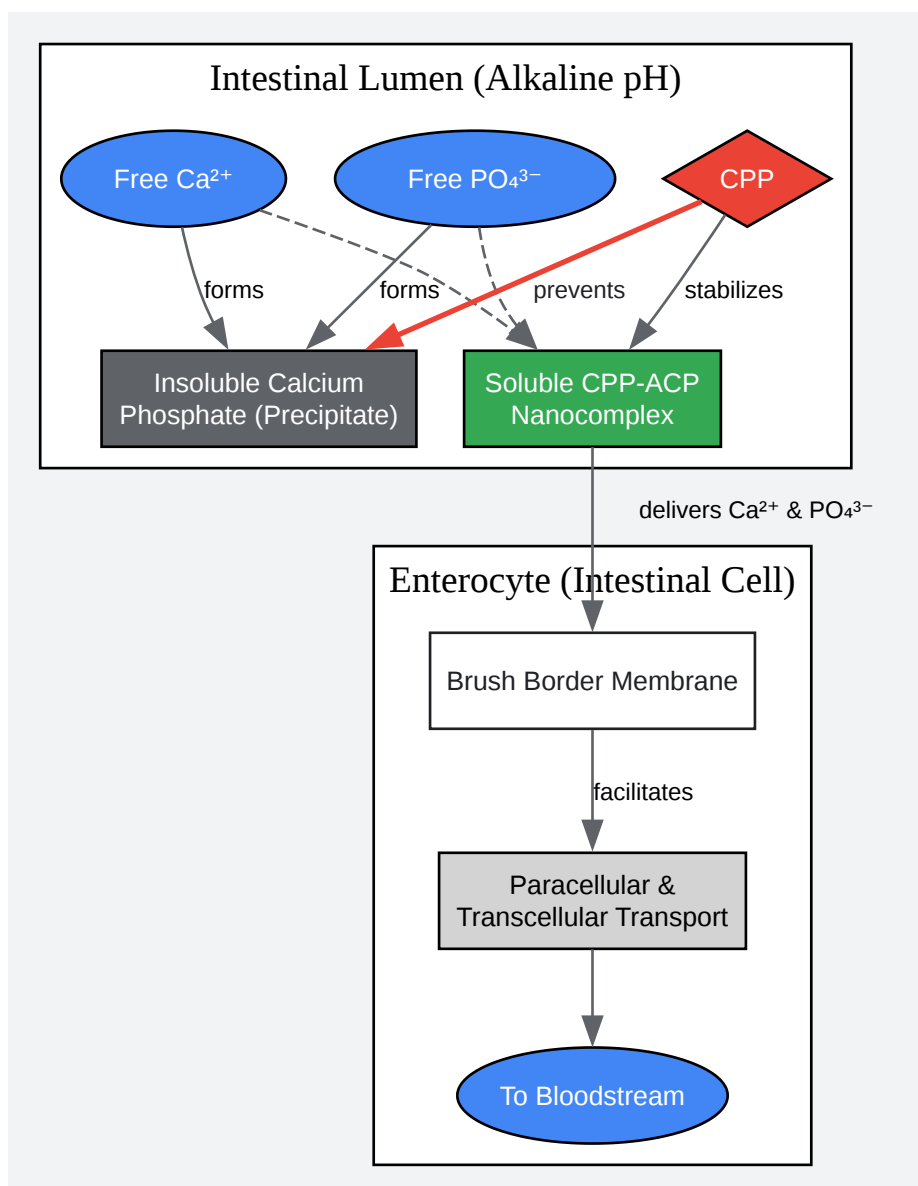 Intestinal Lumen (Alkaline pH)
Free Ca²⁺
Free PO₄³⁻
CPP
forms
forms
prevents
stabilizes
Insoluble Calcium
Phosphate (Precipitate)
Soluble CPP-ACP
Nanocomplex
delivers Ca²⁺ & PO₄³⁻
Enterocyte (Intestinal Cell)
Brush Border Membrane
facilitates
Paracellular &
Transcellular Transport
To Bloodstream